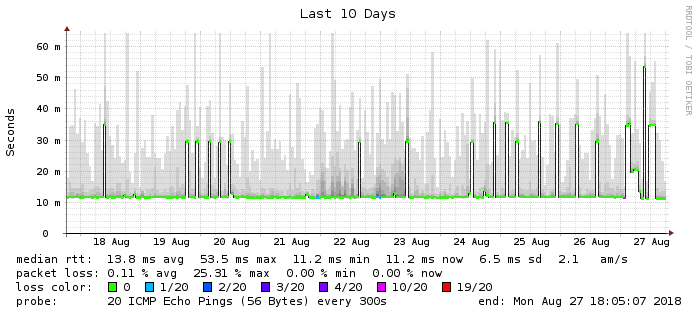 Last 10 Days
RRDTOOL / TOBI OETIKER
Seconds
60 m
50 m
40 m
30 m
20 m
10 m
0
18 Aug 19 Aug 20 Aug 21 Aug 22 Aug 23 Aug 24 Aug 25 Aug 26 Aug 27 Aug
median rtt: 13.8 ms avg 53.5 ms max 11.2 ms min 11.2 ms now 6.5 ms sd 2.1 am/s
packet loss: 0.11 % avg 25.31 % max 0.00 % min 0.00 % now
loss color: 0 1/20 2/20 3/20 4/20 10/20 19/20
probe: 20 ICMP Echo Pings (56 Bytes) every 300s end: Mon Aug 27 18:05:07 2018